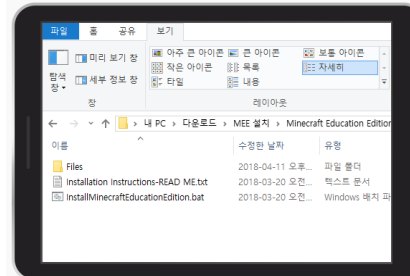 파일 홈 공유 보기
미리 보기 창 아주 큰 아이콘 큰 아이콘 보통 아이콘
작은 아이콘 목록 자세히
탐색 창 세부 정보 창 타일 내용
창 레이아웃
내 PC › 다운로드 › MEE 설치 › Minecraft Education Edition
이름 수정한 날짜 유형
Files 2018-04-11 오후... 파일 폴더
Installation Instructions-READ ME.txt 2018-03-20 오전... 텍스트 문서
InstallMinecraftEducationEdition.bat 2018-03-20 오전... Windows 배치 파